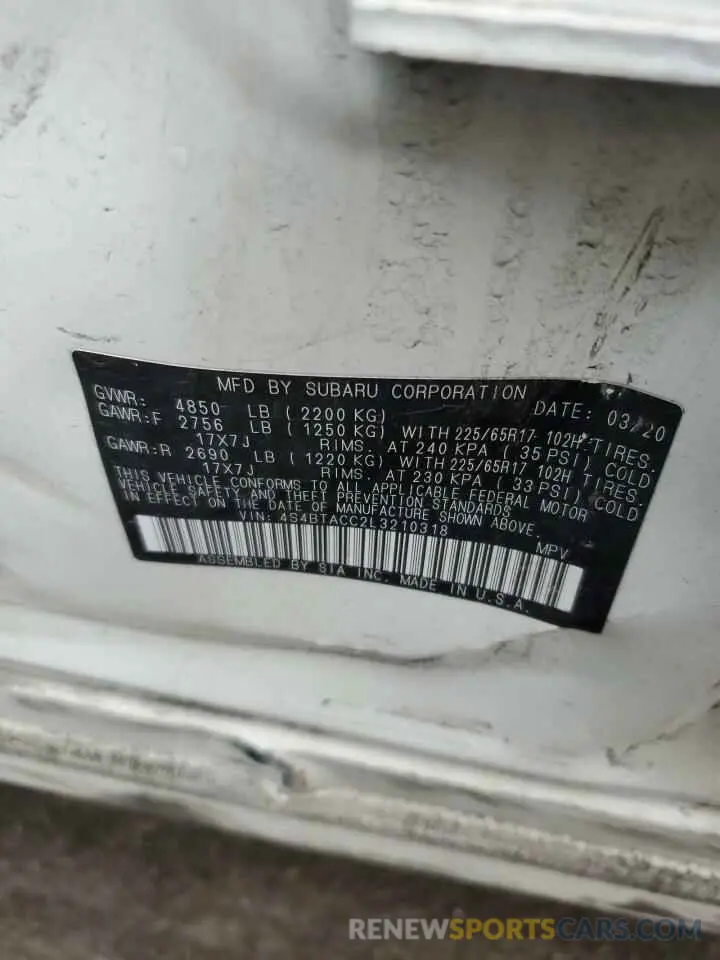 MFD BY SUBARU CORPORATION DATE: 03/20
GVWR: 4850 LB (2200 KG)
GAWR:F 2756 LB (1250 KG) WITH 225/65R17 102H TIRES.
17X7J RIMS. AT 240 KPA (35 PSI) COLD
GAWR:R 2690 LB (1220 KG) WITH 225/65R17 102H TIRES.
17X7J RIMS. AT 230 KPA (33 PSI) COLD
THIS VEHICLE CONFORMS TO ALL APPLICABLE FEDERAL MOTOR
VEHICLE SAFETY AND THEFT PREVENTION STANDARDS
IN EFFECT ON THE DATE OF MANUFACTURE SHOWN ABOVE.
VIN: 4S4BTACC2L3210318 MPV
ASSEMBLED BY SIA INC. MADE IN U.S.A.
RENEWSPORTSCARS.COM